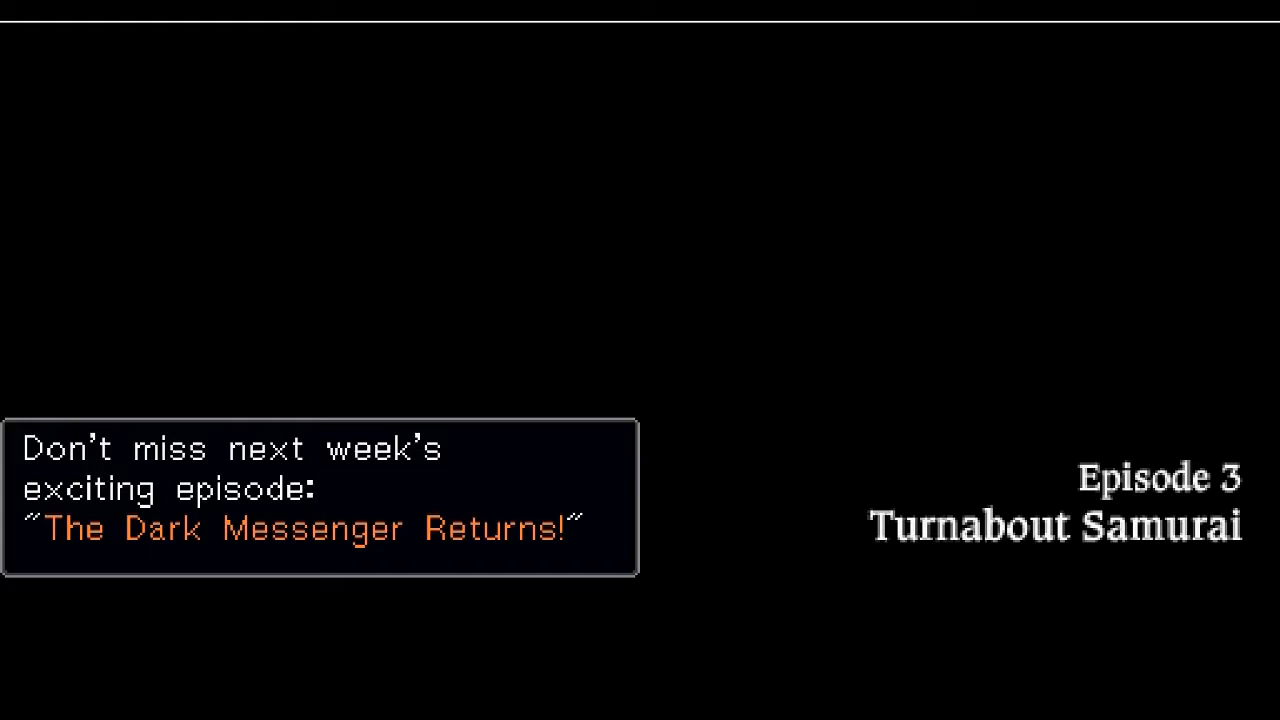 Don't miss next week's
exciting episode:
"The Dark Messenger Returns!"
Episode 3
Turnabout Samurai